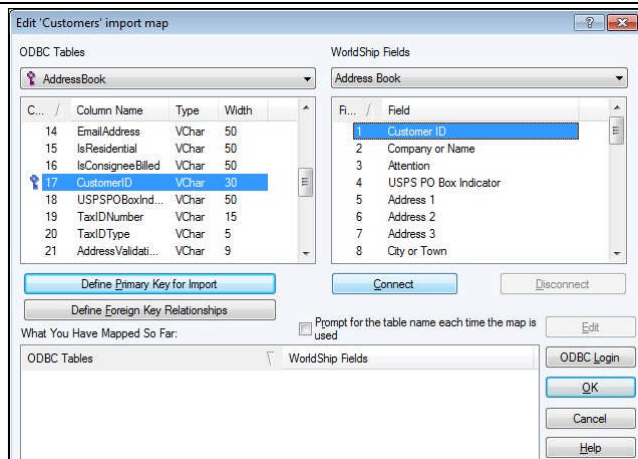 Edit 'Customers' import map
ODBC Tables
WorldShip Fields
AddressBook
Address Book
C... / Column Name Type Width
14 EmailAddress VChar 50
15 IsResidential VChar 50
16 IsConsigneeBilled VChar 50
17 CustomerID VChar 30
18 USPSPOBoxInd... VChar 50
19 TaxIDNumber VChar 15
20 TaxIDType VChar 5
21 AddressValidati... VChar 9
Fi... / Field
1 Customer ID
2 Company or Name
3 Attention
4 USPS PO Box Indicator
5 Address 1
6 Address 2
7 Address 3
8 City or Town
Define Primary Key for Import
Connect
Disconnect
Define Foreign Key Relationships
What You Have Mapped So Far:
Prompt for the table name each time the map is
used
Edit
ODBC Tables
WorldShip Fields
ODBC Login
OK
Cancel
Help